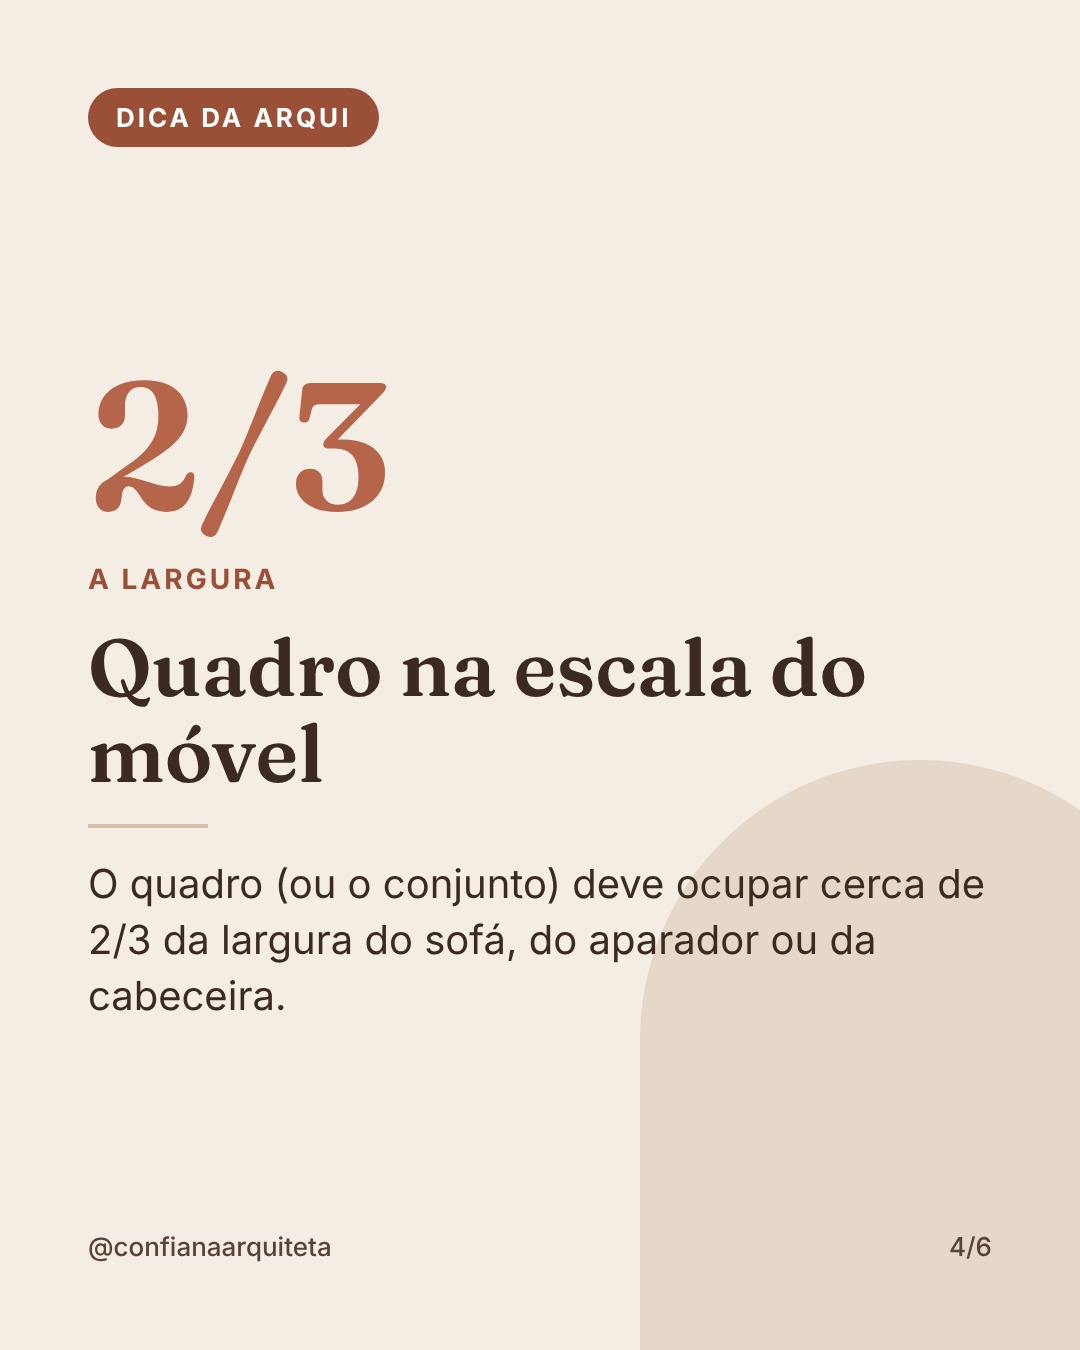 DICA DA ARQUI
2/3
A LARGURA
Quadro na escala do
móvel
O quadro (ou o conjunto) deve ocupar cerca de
2/3 da largura do sofá, do aparador ou da
cabeceira.
@confianaarquiteta
4/6